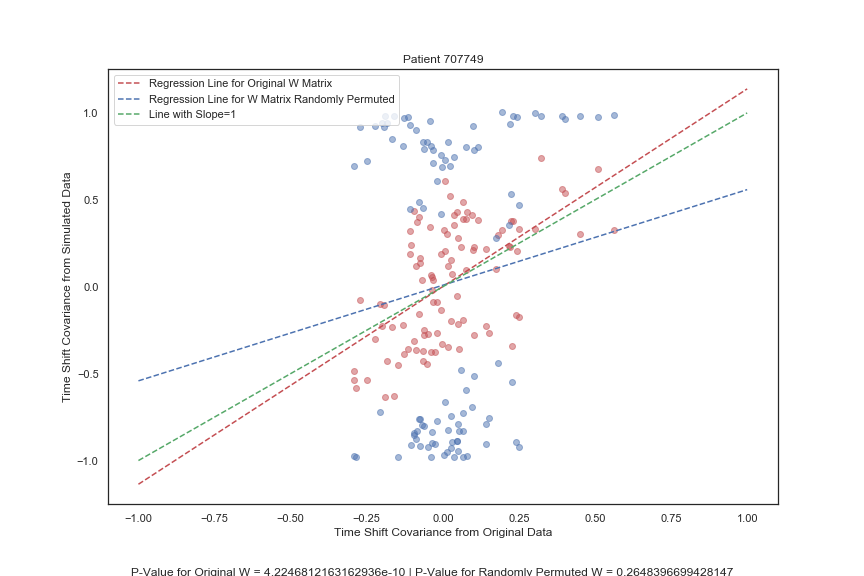 Patient 707749
Regression Line for Original W Matrix
Regression Line for W Matrix Randomly Permuted
Line with Slope=1
Time Shift Covariance from Simulated Data
1.0
0.5
0.0
−0.5
−1.0
−1.00 −0.75 −0.50 −0.25 0.00 0.25 0.50 0.75 1.00
Time Shift Covariance from Original Data
P-Value for Original W = 4.2246812163162936e-10 | P-Value for Randomly Permuted W = 0.2648396699428147